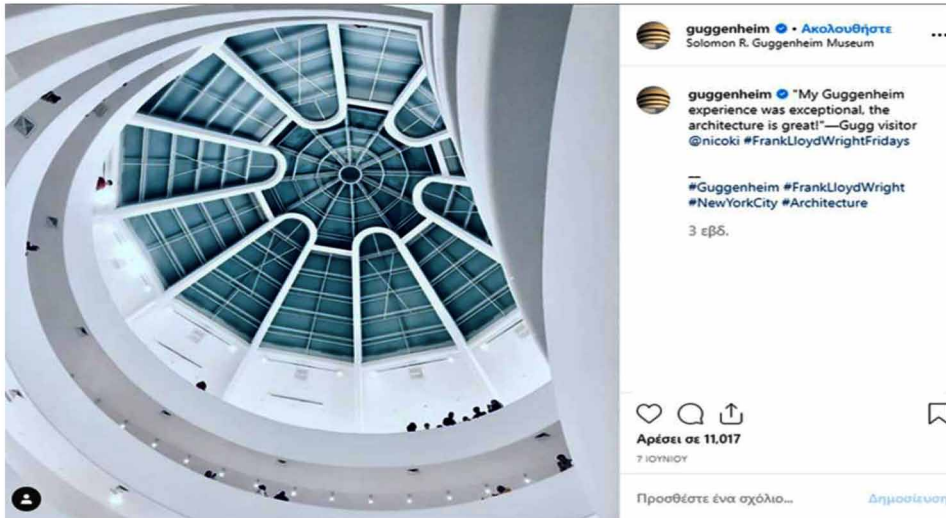 guggenheim • Ακολουθήστε
Solomon R. Guggenheim Museum
guggenheim "My Guggenheim
experience was exceptional, the
architecture is great!"—Gugg visitor
@nicoki #FrankLloydWrightFridays
—
#Guggenheim #FrankLloydWright
#NewYorkCity #Architecture
3 εβδ.
Αρέσει σε 11,017
7 ΙΟΥΝΙΟΥ
Προσθέστε ένα σχόλιο... Δημοσίευση